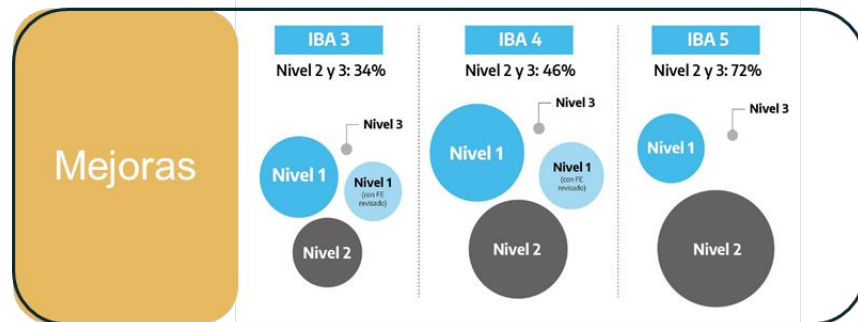 Mejoras
IBA 3
Nivel 2 y 3: 34%
Nivel 3
Nivel 1
Nivel 1
(con FE
revisado)
Nivel 2
IBA 4
Nivel 2 y 3: 46%
Nivel 3
Nivel 1
Nivel 1
(con FE
revisado)
Nivel 2
IBA 5
Nivel 2 y 3: 72%
Nivel 3
Nivel 1
Nivel 2